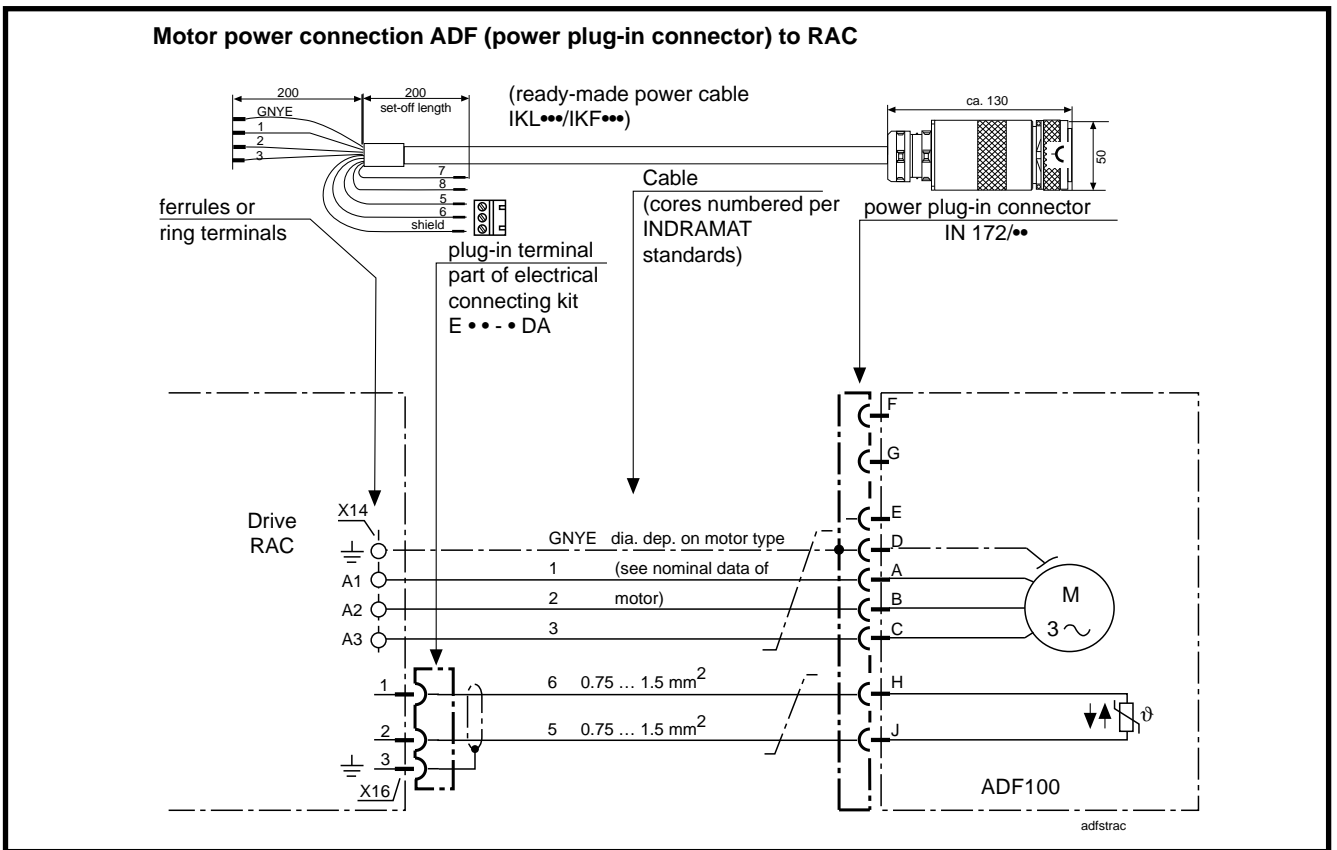 Motor power connection ADF (power plug-in connector) to RAC
200
200
set-off length
GNYE
1
2
3
7
8
5
6
shield
(ready-made power cable
IKL•••/IKF•••)
ca. 130
50
ferrules or
ring terminals
plug-in terminal
part of electrical
connecting kit
E • • - • DA
Cable
(cores numbered per
INDRAMAT
standards)
power plug-in connector
IN 172/••
F
G
E
D
A
B
C
H
J
Drive
RAC
X14
A1
A2
A3
GNYE dia. dep. on motor type
1 (see nominal data of
2 motor)
3
M
3
1
2
3
X16
6 0.75 … 1.5 mm²
5 0.75 … 1.5 mm²
ϑ
ADF100
adfstrac